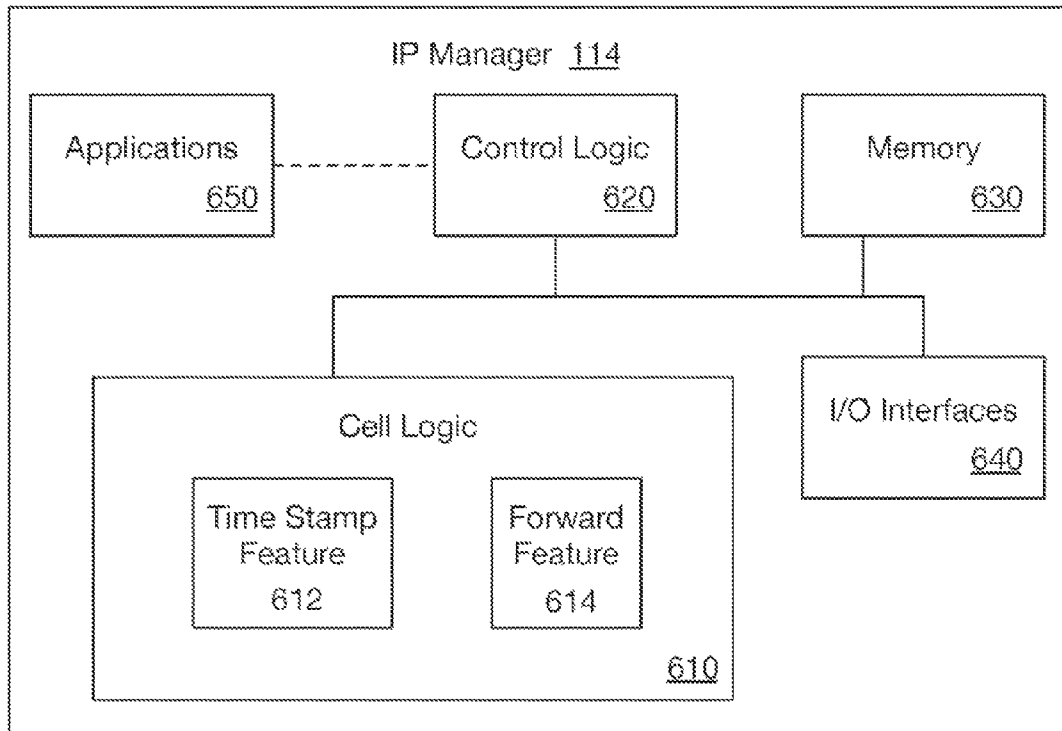 IP Manager 114
Applications
650
Control Logic
620
Memory
630
Cell Logic
Time Stamp
Feature
612
Forward
Feature
614
610
I/O Interfaces
640